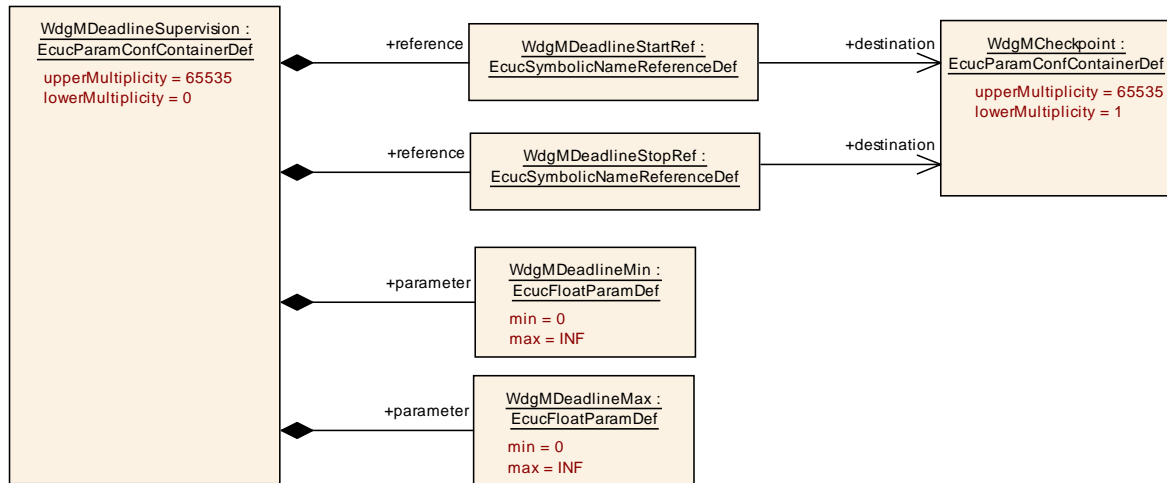 WdgMDeadlineSupervision :
EcucParamConfContainerDef
upperMultiplicity = 65535
lowerMultiplicity = 0
+reference
WdgMDeadlineStartRef :
EcucSymbolicNameReferenceDef
+destination
WdgMCheckpoint :
EcucParamConfContainerDef
upperMultiplicity = 65535
lowerMultiplicity = 1
+reference
WdgMDeadlineStopRef :
EcucSymbolicNameReferenceDef
+destination
+parameter
WdgMDeadlineMin :
EcucFloatParamDef
min = 0
max = INF
+parameter
WdgMDeadlineMax :
EcucFloatParamDef
min = 0
max = INF